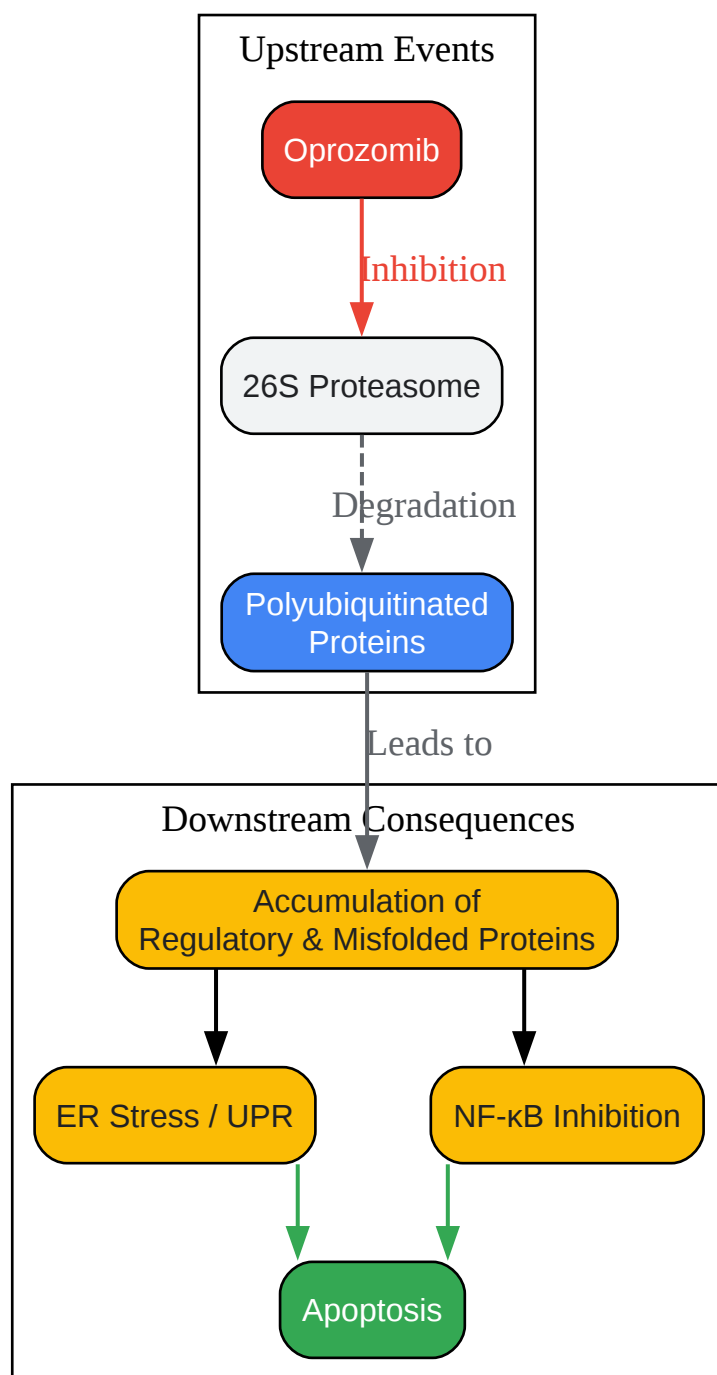 Upstream Events
Oprozomib
Inhibition
26S Proteasome
Degradation
Polyubiquitinated
Proteins
Leads to
Downstream Consequences
Accumulation of
Regulatory & Misfolded Proteins
ER Stress / UPR
NF-κB Inhibition
Apoptosis